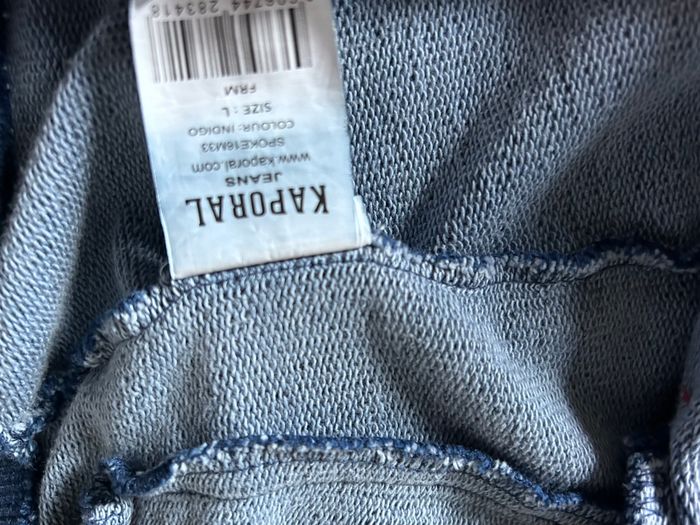 KAPORAL
JEANS
www.kaporal.com
SPOKE16M33
COLOUR: INDIGO
SIZE : L
FRM